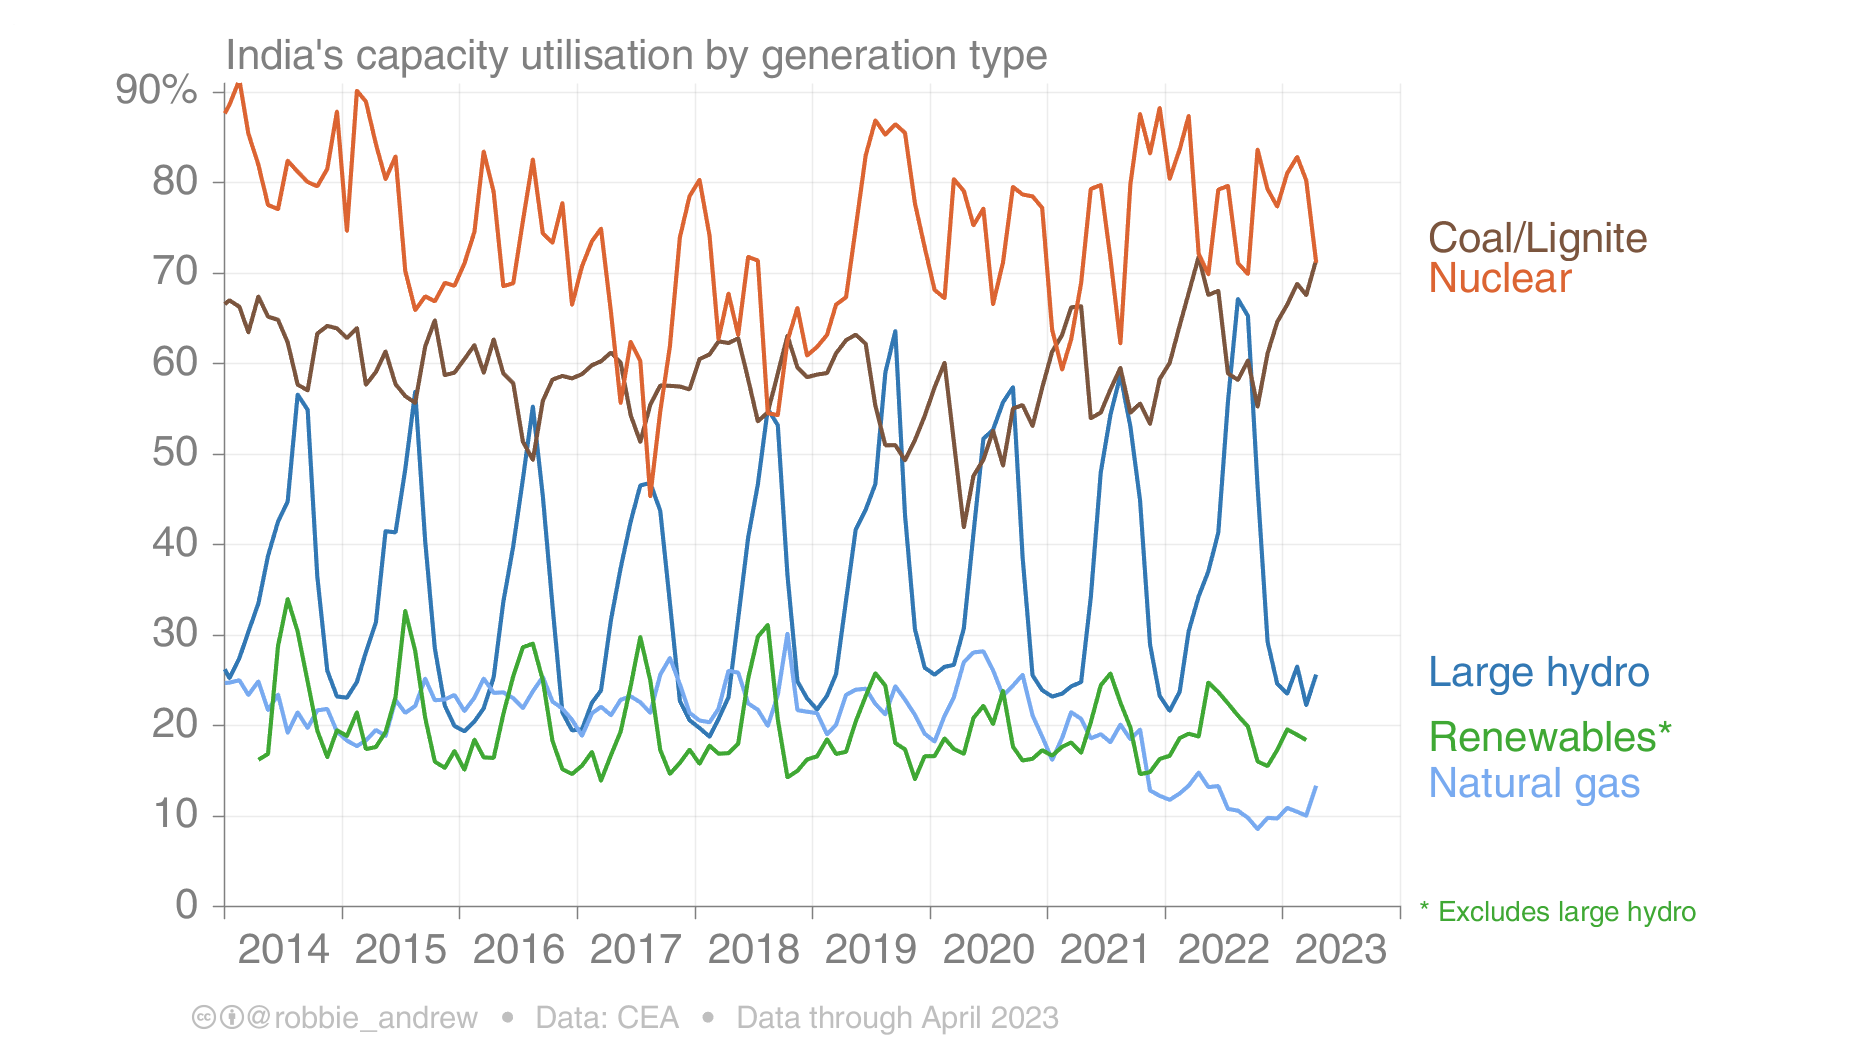 India's capacity utilisation by generation type
90%
80
70
60
50
40
30
20
10
0
2014 2015 2016 2017 2018 2019 2020 2021 2022 2023
Coal/Lignite
Nuclear
Large hydro
Renewables*
Natural gas
* Excludes large hydro
@robbie_andrew • Data: CEA • Data through April 2023